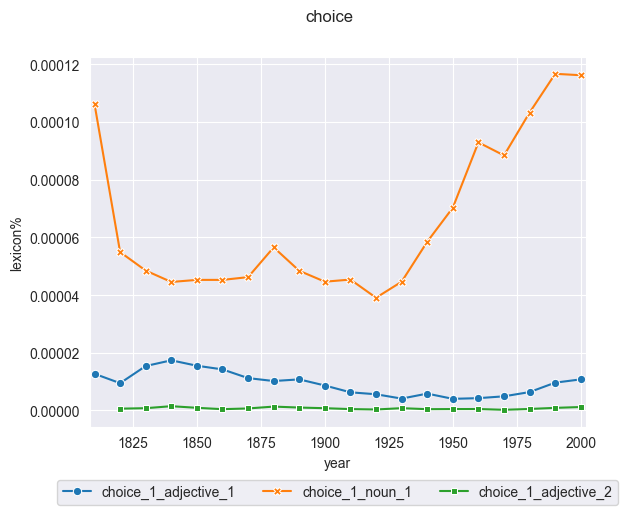 choice
0.00012
0.00010
0.00008
0.00006
0.00004
0.00002
0.00000
lexicon%
1825 1850 1875 1900 1925 1950 1975 2000
year
choice_1_adjective_1 choice_1_noun_1 choice_1_adjective_2